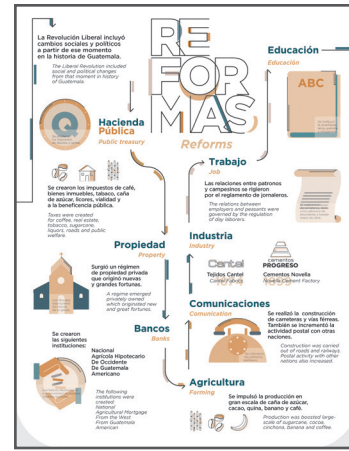 La Revolución Liberal incluyó
cambios sociales y políticos
a partir de ese momento
en la historia de Guatemala.
The Liberal Revolution included
social and political changes
from that moment in history
of Guatemala.
REFORMAS
Reforms
Hacienda
Pública
Public treasury
Q
Se crearon los impuestos de café,
bienes inmuebles, tabaco, caña
de azúcar, licores, vialidad y
a la beneficencia pública.
Taxes were created
for coffee, real estate,
tobacco, sugarcane,
liquors, roads and public
welfare.
Propiedad
Property
Surgió un régimen
de propiedad privada
que originó nuevas
y grandes fortunas.
A regime emerged
privately owned
which originated new
and great fortunes.
Bancos
Banks
Se crearon
las siguientes
instituciones:
Nacional
Agrícola Hipotecario
De Occidente
De Guatemala
Americano
The following
institutions were
created:
National
Agricultural Mortgage
From the West
From Guatemala
American
Educación
Educación
ABC
Trabajo
Job
Las relaciones entre patronos
y campesinos se rigieron
por el reglamento de jornaleros.
The relations between
employers and peasants were
governed by the regulation
of day laborers.
Industria
Industry
Cantel
Tejidos Cantel
Cantel Fabrics
cementos
PROGRESO
Cementos Novella
Novella Cement Factory
Comunicaciones
Comunication
Se realizó la construcción
de carreteras y vías férreas.
También se incrementó la
actividad postal con otras
naciones.
Construction was carried
out of roads and railways.
Postal activity with other
nations also increased.
Agricultura
Farming
Se impulsó la producción en
gran escala de caña de azúcar,
cacao, quina, banano y café.
Production was boosted large-
scale of sugarcane, cocoa,
cinchona, banana and coffee.